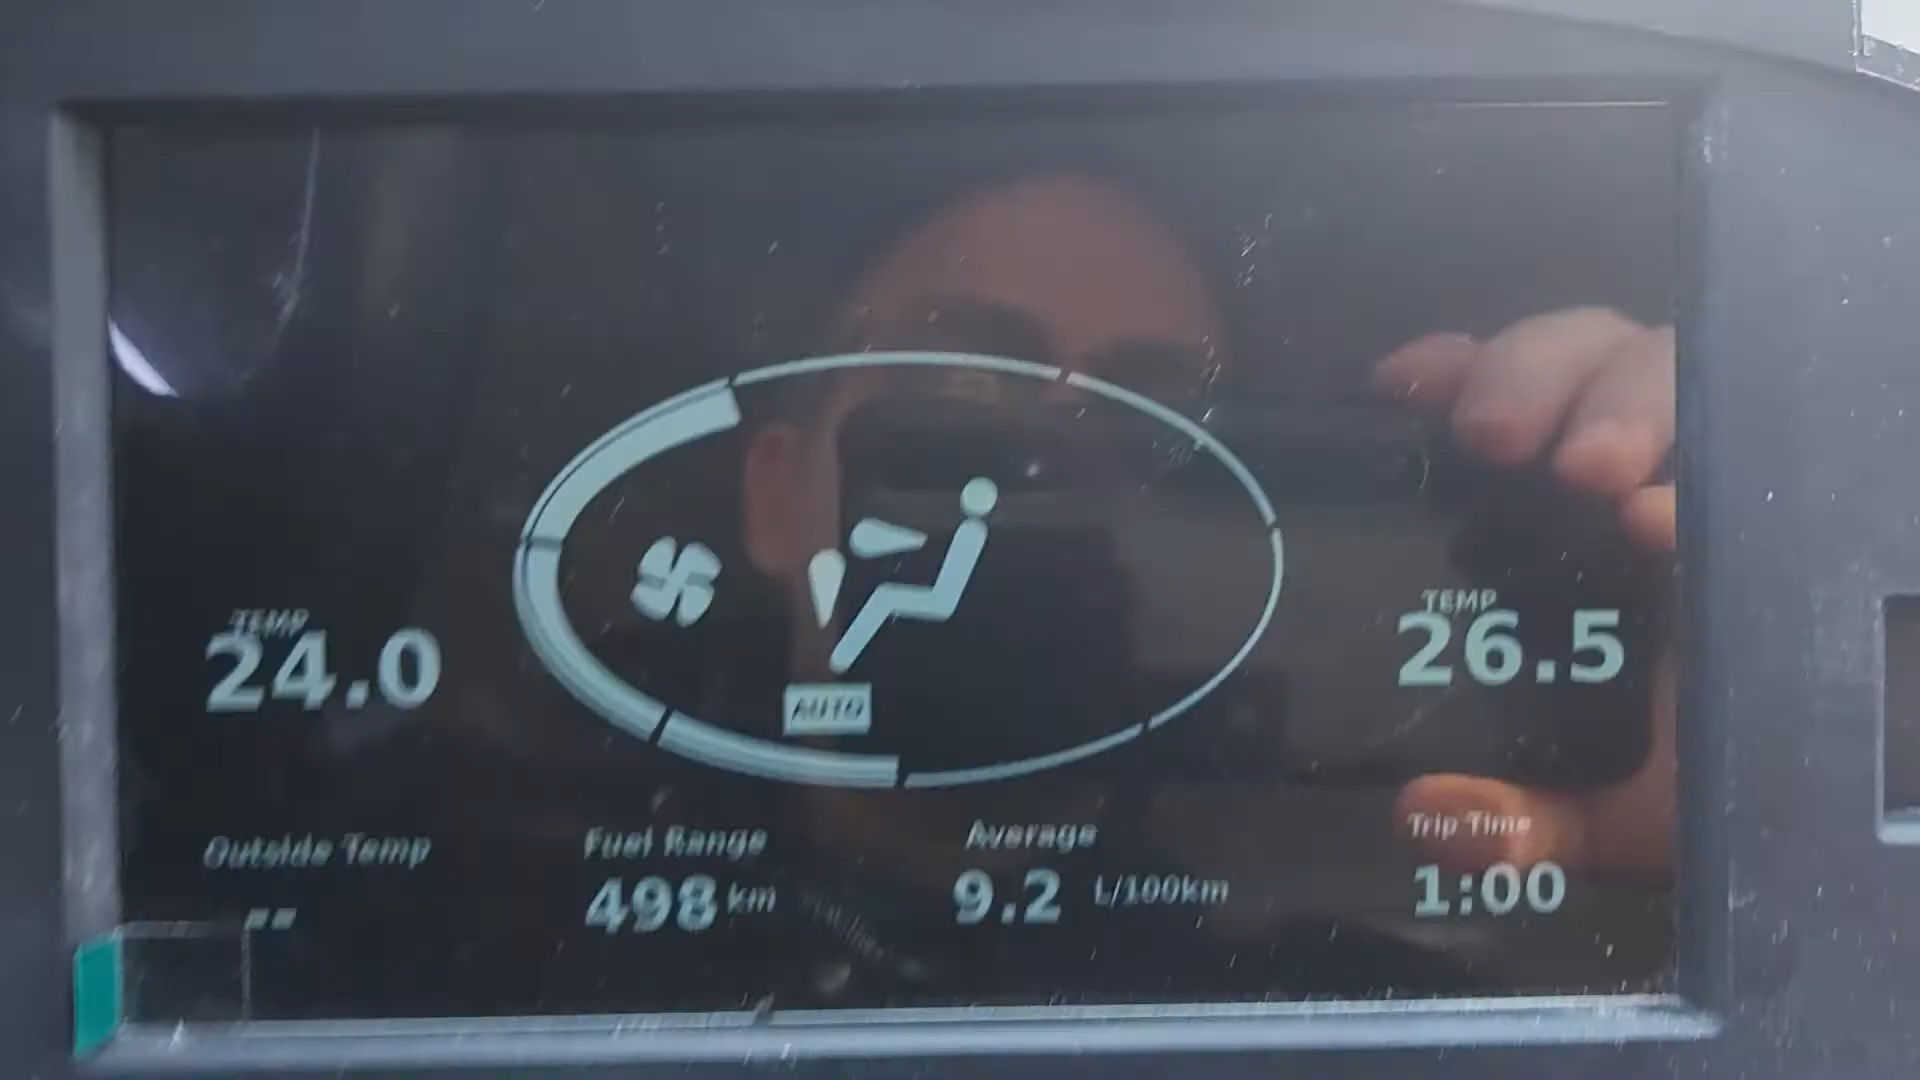 TEMP
24.0
TEMP
26.5
AUTO
Outside Temp
--
Fuel Range
498 km
Average
9.2 L/100km
Trip Time
1:00